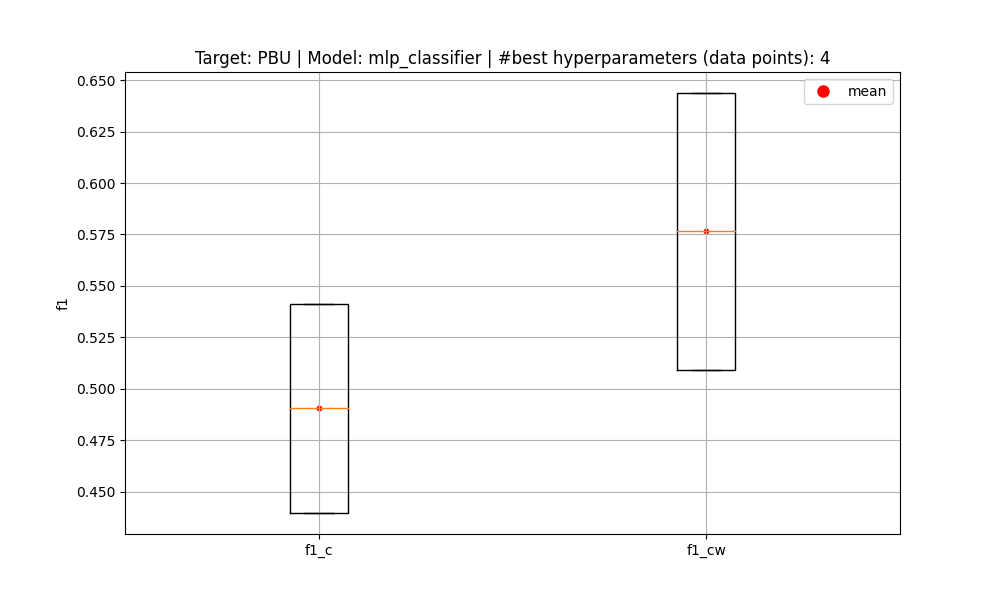 Target: PBU | Model: mlp_classifier | #best hyperparameters (data points): 4
mean
0.650
0.625
0.600
0.575
0.550
0.525
0.500
0.475
0.450
f1
f1_c
f1_cw